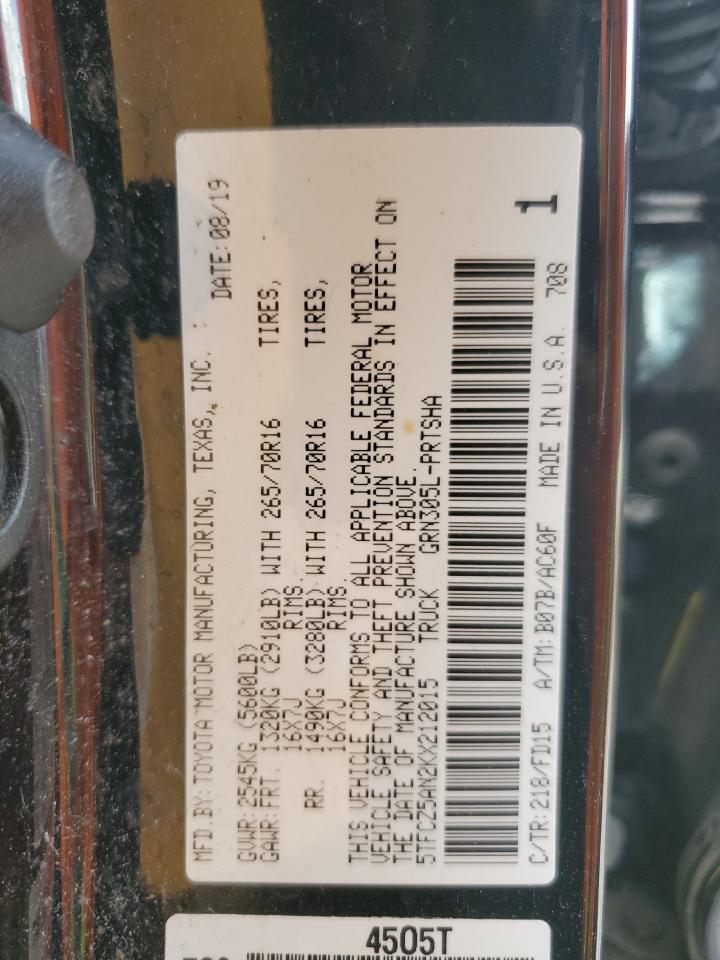 MFD.BY:TOYOTA MOTOR MANUFACTURING, TEXAS, INC.
DATE:08/19
GVWR:2545KG (5600LB)
GAWR:FRT. 1320KG (2910LB) WITH 265/70R16 TIRES,
16X7J RIMS.
RR. 1490KG (3280LB) WITH 265/70R16 TIRES,
16X7J RIMS.
THIS VEHICLE CONFORMS TO ALL APPLICABLE FEDERAL MOTOR
VEHICLE SAFETY AND THEFT PREVENTION STANDARDS IN EFFECT ON
THE DATE OF MANUFACTURE SHOWN ABOVE.
5TFCZ5AN2KX212015 TRUCK GRN305L-PRTSHA
1
C/TR:218/FD15 A/TM:B07B/AC60F MADE IN U.S.A. 708
4505T